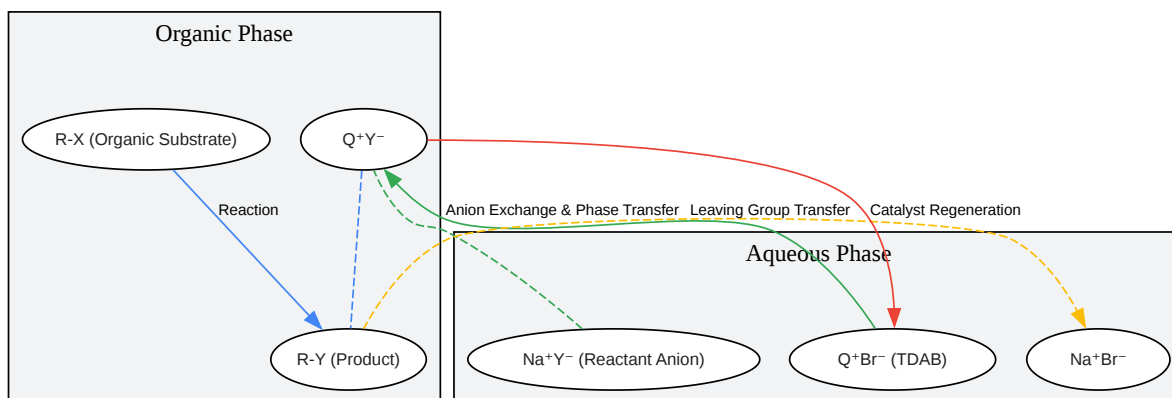 Organic Phase
R-X (Organic Substrate)
Q⁺Y⁻
Reaction
Anion Exchange & Phase Transfer
Leaving Group Transfer
Catalyst Regeneration
Aqueous Phase
R-Y (Product)
Na⁺Y⁻ (Reactant Anion)
Q⁺Br⁻ (TDAB)
Na⁺Br⁻